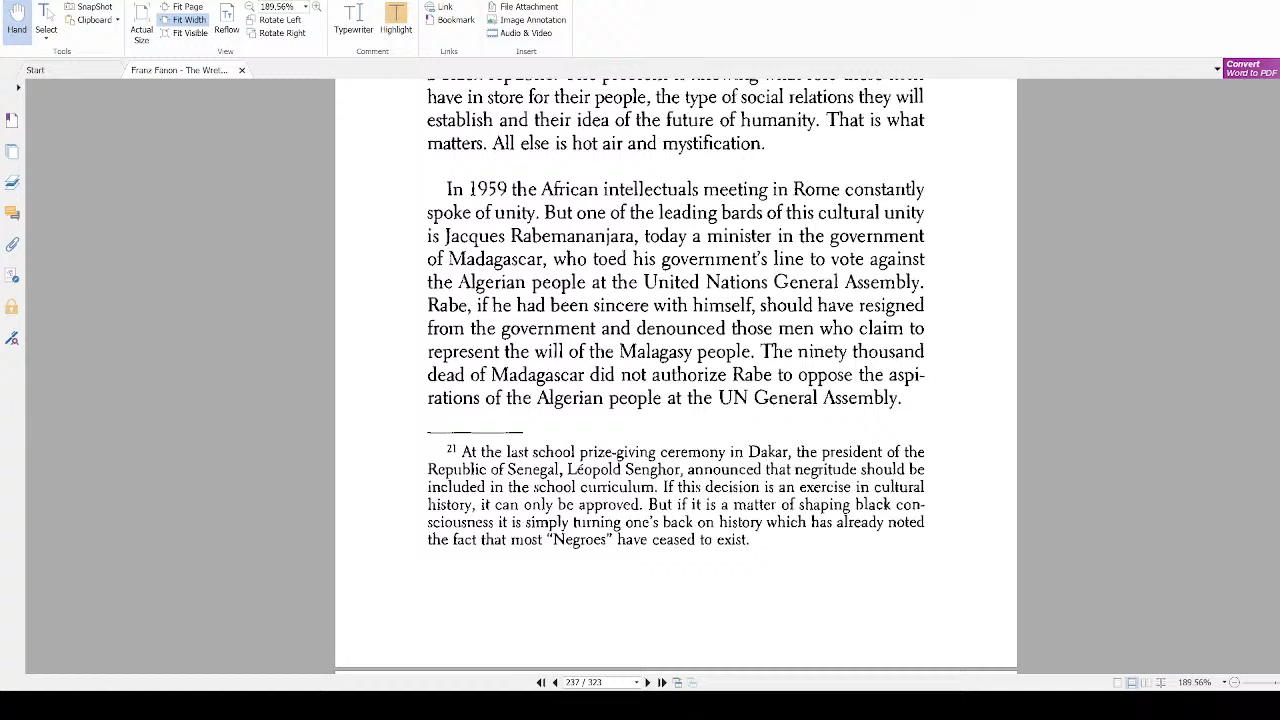 SnapShot
Clipboard
Hand
Select
Tools
Actual
Size
Fit Page
Fit Width
Fit Visible
Reflow
189.56%
Rotate Left
Rotate Right
View
Typewriter
Highlight
Comment
Link
Bookmark
Links
File Attachment
Image Annotation
Audio & Video
Insert
Start
Franz Fanon - The Wret...
Convert
Word to PDF
have in store for their people, the type of social relations they will
establish and their idea of the future of humanity. That is what
matters. All else is hot air and mystification.
In 1959 the African intellectuals meeting in Rome constantly
spoke of unity. But one of the leading bards of this cultural unity
is Jacques Rabemananjara, today a minister in the government
of Madagascar, who toed his government's line to vote against
the Algerian people at the United Nations General Assembly.
Rabe, if he had been sincere with himself, should have resigned
from the government and denounced those men who claim to
represent the will of the Malagasy people. The ninety thousand
dead of Madagascar did not authorize Rabe to oppose the aspi-
rations of the Algerian people at the UN General Assembly.
21 At the last school prize-giving ceremony in Dakar, the president of the
Republic of Senegal, Léopold Senghor, announced that negritude should be
included in the school curriculum. If this decision is an exercise in cultural
history, it can only be approved. But if it is a matter of shaping black con-
sciousness it is simply turning one's back on history which has already noted
the fact that most "Negroes" have ceased to exist.
237 / 323
189.56%